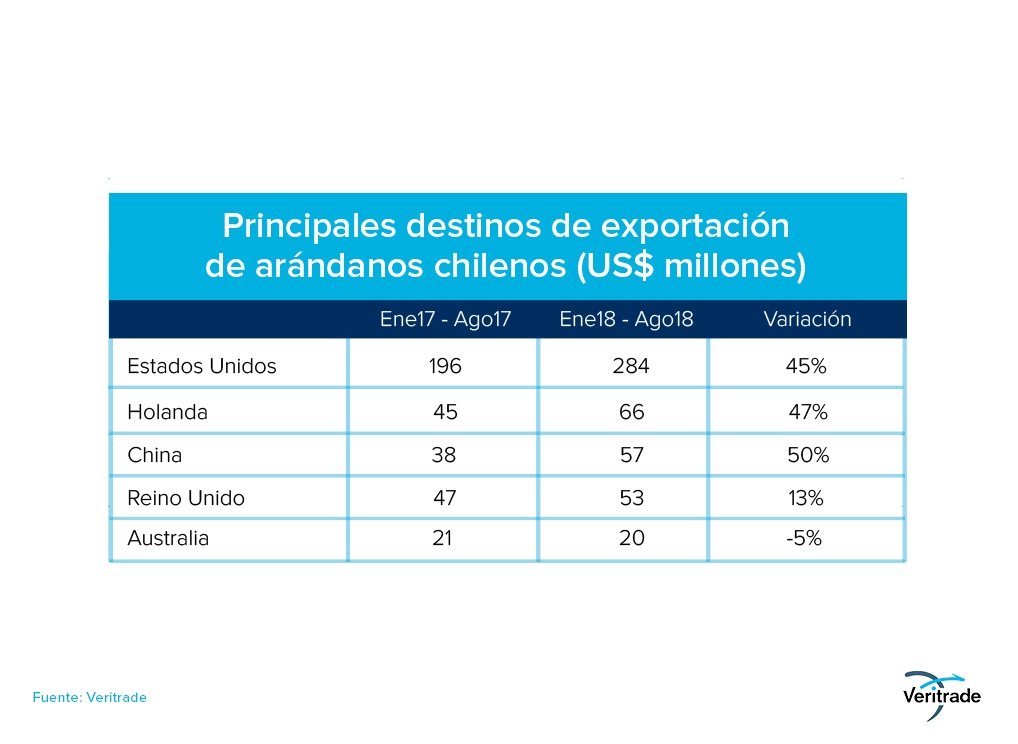 Principales destinos de exportación
de arándanos chilenos (US$ millones)
Ene17 - Ago17 Ene18 - Ago18 Variación
Estados Unidos 196 284 45%
Holanda 45 66 47%
China 38 57 50%
Reino Unido 47 53 13%
Australia 21 20 -5%
Fuente: Veritrade
Veritrade